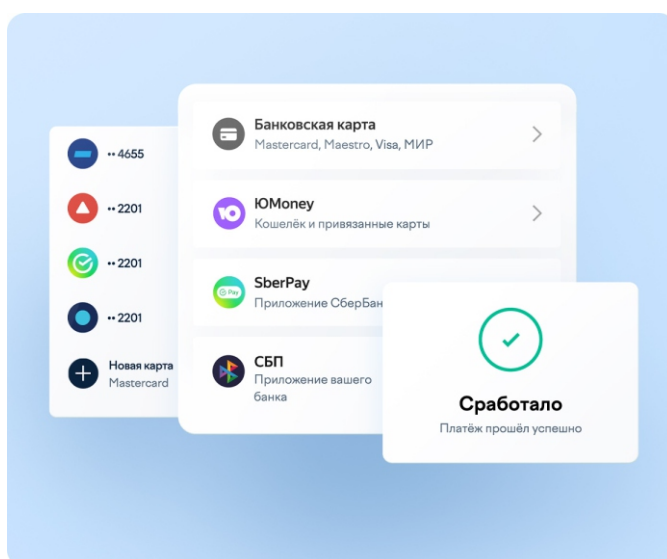 •• 4655
•• 2201
•• 2201
•• 2201
Новая карта
Mastercard
Банковская карта
Mastercard, Maestro, Visa, МИР
Ю
ЮMoney
Кошелёк и привязанные карты
Pay
SberPay
Приложение СберБан
СБП
Приложение вашего
банка
Сработало
Платёж прошёл успешно